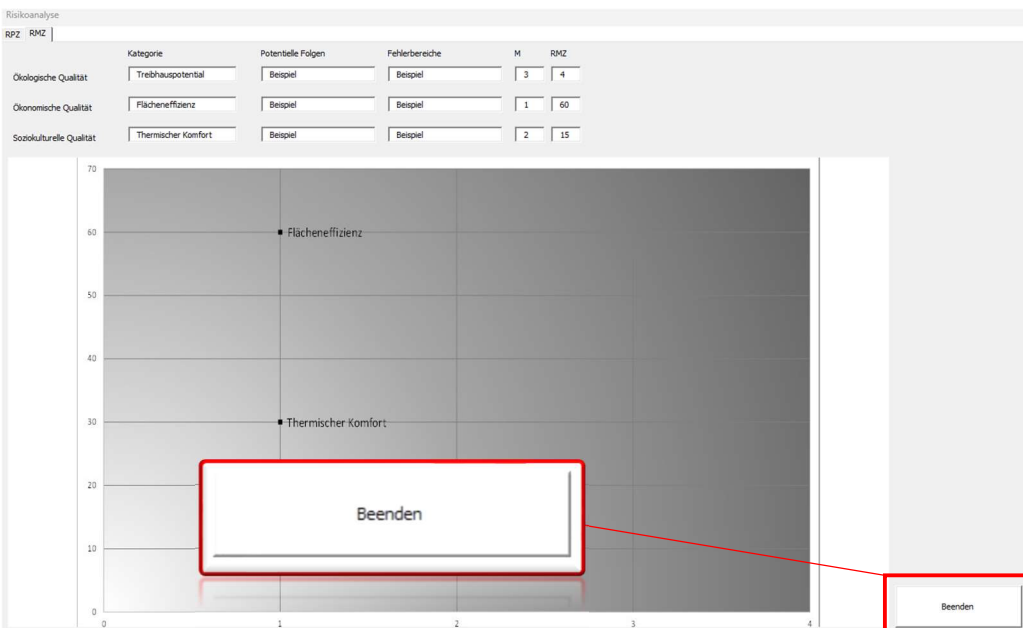 Risikoanalyse
RPZ RMZ
Kategorie Potentielle Folgen Fehlerbereiche M RMZ
Ökologische Qualität Treibhauspotential Beispiel Beispiel 3 4
Ökonomische Qualität Flächeneffizienz Beispiel Beispiel 1 60
Soziokulturelle Qualität Thermischer Komfort Beispiel Beispiel 2 15
70
60 Flächeneffizienz
50
40
30 Thermischer Komfort
20
Beenden
10
Beenden
0
0 1 2 3 4